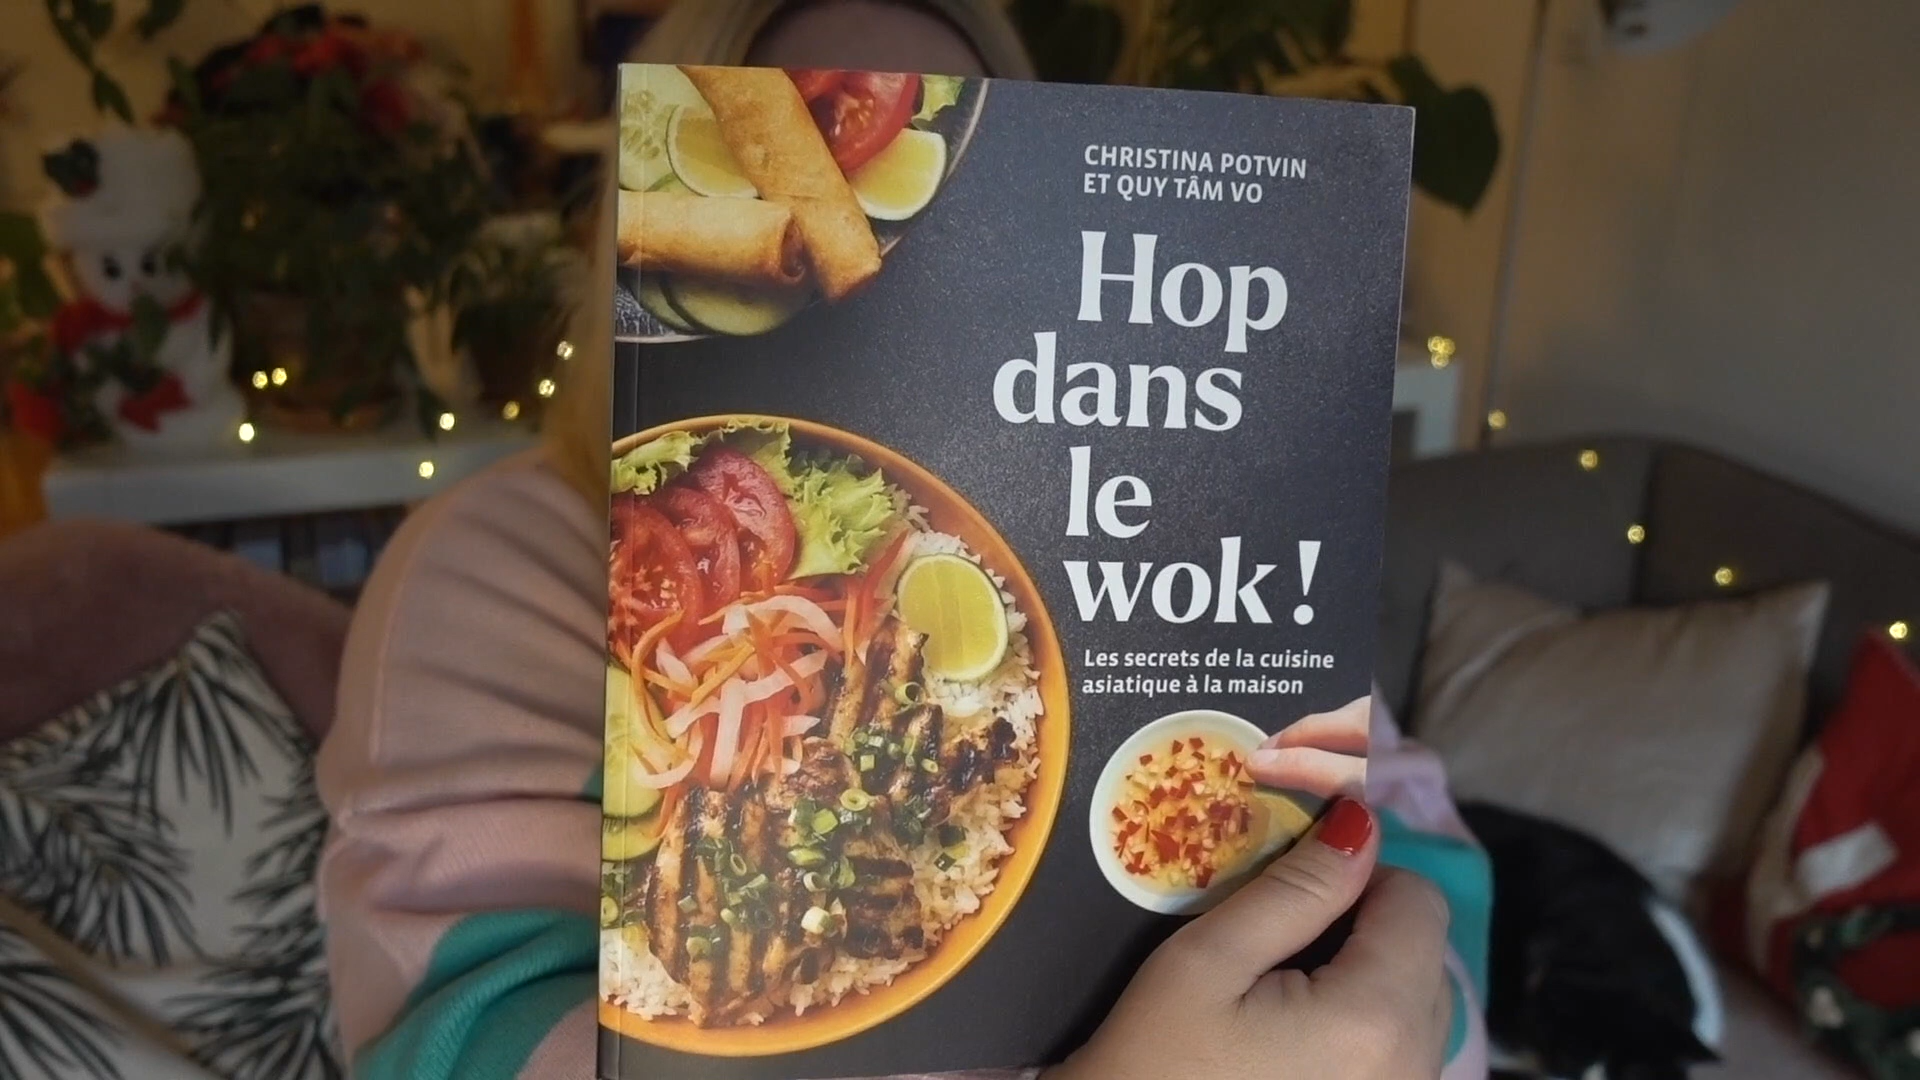 CHRISTINA POTVIN
ET QUY TÂM VO
Hop
dans
le
wok !
Les secrets de la cuisine
asiatique à la maison